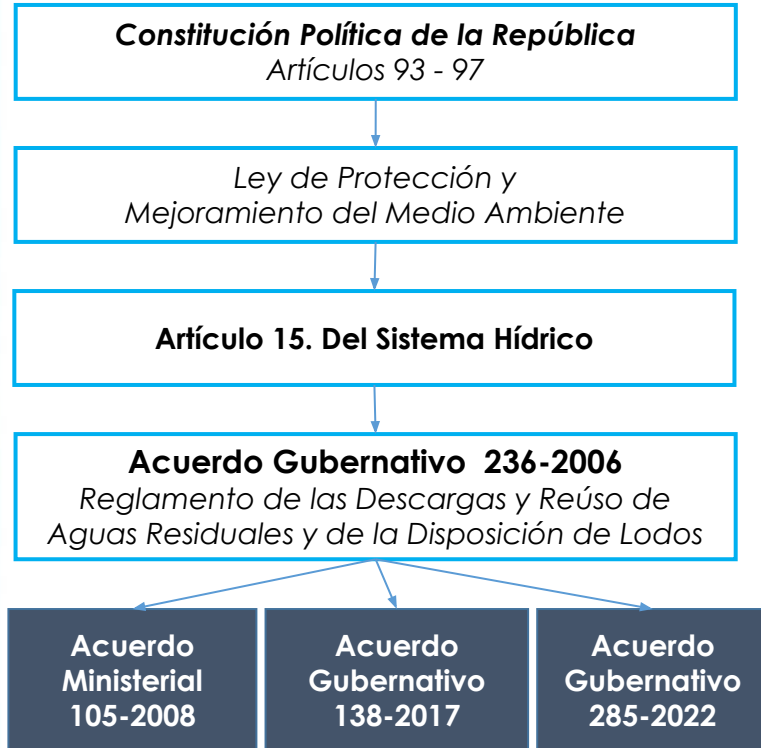 Constitución Política de la República
Artículos 93 - 97
Ley de Protección y
Mejoramiento del Medio Ambiente
Artículo 15. Del Sistema Hídrico
Acuerdo Gubernativo 236-2006
Reglamento de las Descargas y Reúso de
Aguas Residuales y de la Disposición de Lodos
Acuerdo
Ministerial
105-2008
Acuerdo
Gubernativo
138-2017
Acuerdo
Gubernativo
285-2022